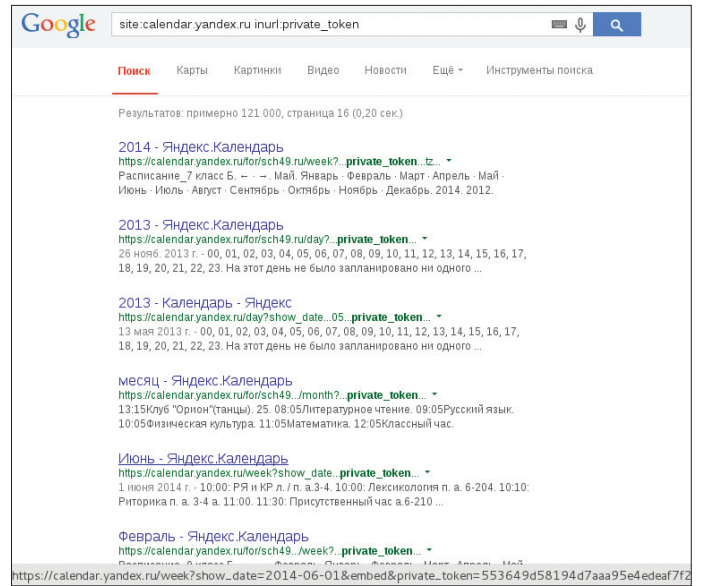 Google site:calendar.yandex.ru inurl:private_token
Поиск Карты Картинки Видео Новости Ещё Инструменты поиска
Результатов: примерно 121 000, страница 16 (0,20 сек.)
2014 - Яндекс.Календарь
https://calendar.yandex.ru/for/sch49.ru/week?...private_token...tz...
Расписание_7 класс Б. ← · →. Май. Январь · Февраль · Март · Апрель · Май ·
Июнь · Июль · Август · Сентябрь · Октябрь · Ноябрь · Декабрь. 2014. 2012.
2013 - Яндекс.Календарь
https://calendar.yandex.ru/for/sch49.ru/day?...private_token...
26 нояб. 2013 г. - 00, 01, 02, 03, 04, 05, 06, 07, 08, 09, 10, 11, 12, 13, 14, 15, 16, 17,
18, 19, 20, 21, 22, 23. На этот день не было запланировано ни одного ...
2013 - Календарь - Яндекс
https://calendar.yandex.ru/day?show_date...05...private_token...
13 мая 2013 г. - 00, 01, 02, 03, 04, 05, 06, 07, 08, 09, 10, 11, 12, 13, 14, 15, 16, 17,
18, 19, 20, 21, 22, 23. На этот день не было запланировано ни одного ...
месяц - Яндекс.Календарь
https://calendar.yandex.ru/for/sch49.../month?...private_token...
13:15Клуб "Орион"(танцы). 25. 08:05Литературное чтение. 09:05Русский язык.
10:05Физическая культура. 11:05Математика. 12:05Классный час.
Июнь - Яндекс.Календарь
https://calendar.yandex.ru/week?show_date...private_token...
1 июня 2014 г. - 10:00: РЯ и КР л. / п. а.3-4. 10:00: Лексикология п. а. 6-204. 10:10:
Риторика п. а. 3-4 а. 11:00. 11:30: Присутственный час а.6-210 ...
Февраль - Яндекс.Календарь
https://calendar.yandex.ru/for/sch49.../week?...private_token...
https://calendar.yandex.ru/week?show_date=2014-06-01&embed&private_token=553649d58194d7aaa95e4edeaf7f2